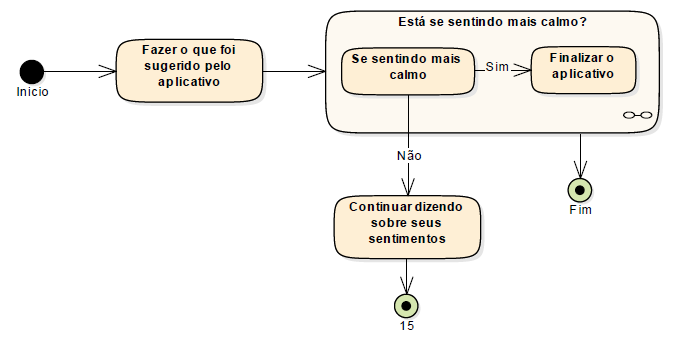 Está se sentindo mais calmo?
Fazer o que foi
sugerido pelo
aplicativo
Inicio
Se sentindo mais
calmo
Sim
Finalizar o
aplicativo
Não
Continuar dizendo
sobre seus
sentimentos
Fim
15